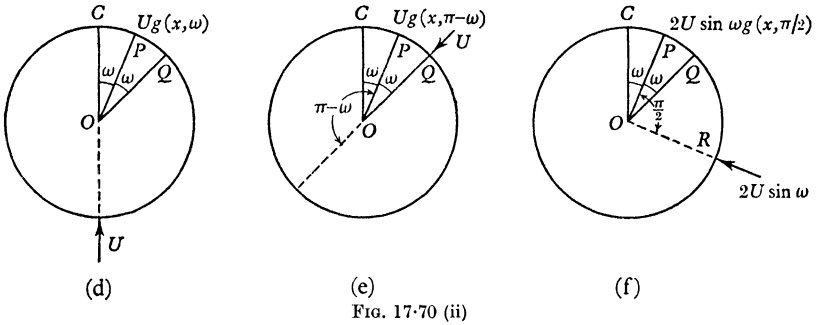 C Ug(x,ω)
P
ω ω Q
O
U
(d)
C Ug(x,π−ω)
U
P
ω ω Q
π−ω
O
(e)
C 2U sin ωg(x,π/2)
P
ω ω Q
π/2
O
R
2U sin ω
(f)
FIG. 17·70 (ii)